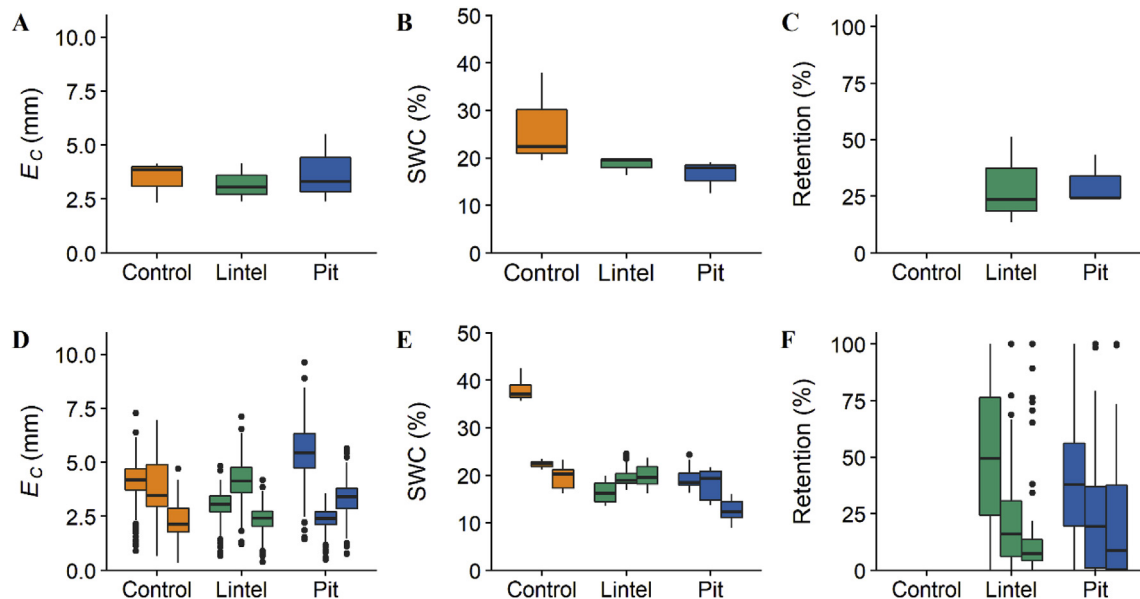 A
10.0
7.5
5.0
2.5
0.0
E_C (mm)
Control Lintel Pit
B
50
40
30
20
10
0
SWC (%)
Control Lintel Pit
C
100
75
50
25
0
Retention (%)
Control Lintel Pit
D
10.0
7.5
5.0
2.5
0.0
E_C (mm)
Control Lintel Pit
E
50
40
30
20
10
0
SWC (%)
Control Lintel Pit
F
100
75
50
25
0
Retention (%)
Control Lintel Pit